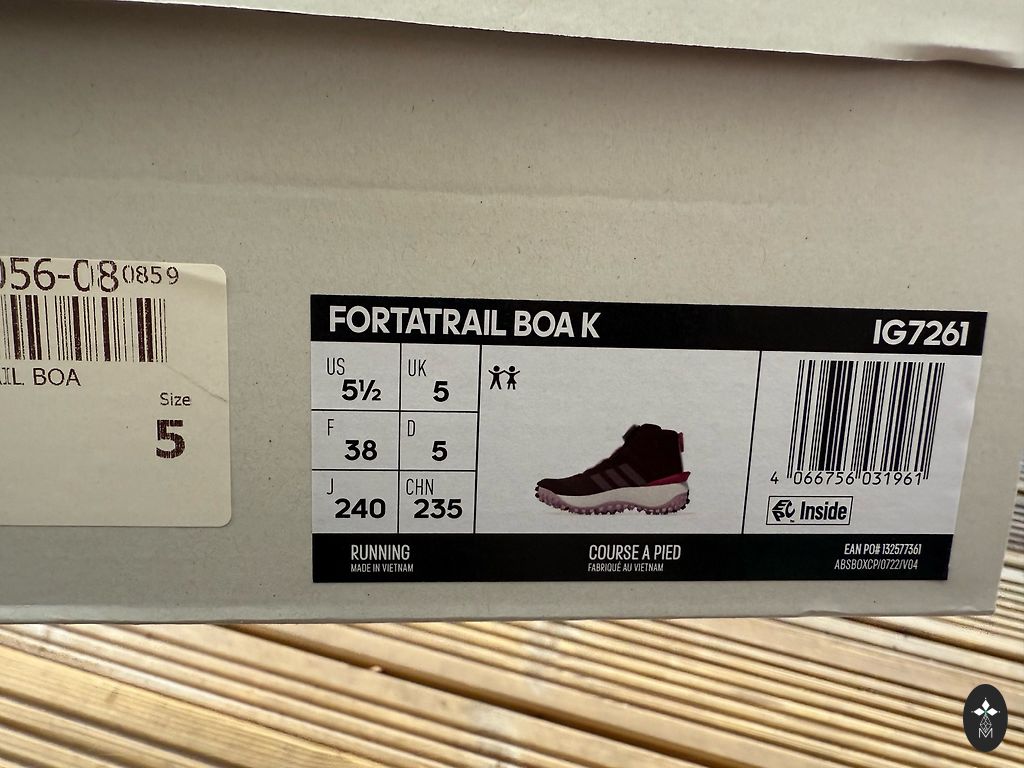 056-08 0859
IL BOA
Size
5
FORTATRAIL BOA K IG7261
US 5½ UK 5
F 38 D 5
J 240 CHN 235
4 066756 031961
EPC Inside
RUNNING COURSE A PIED EAN PO# 132577361
MADE IN VIETNAM FABRIQUÉ AU VIETNAM ABSBOXCP/0722/V04
M